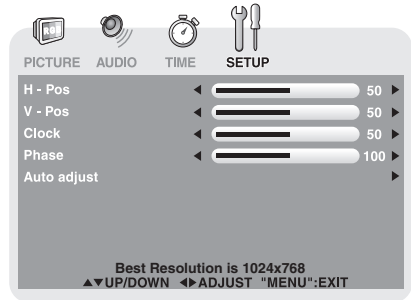 RGB
PICTURE AUDIO TIME SETUP
H - Pos 50
V - Pos 50
Clock 50
Phase 100
Auto adjust
Best Resolution is 1024x768
▲▼UP/DOWN ◀▶ADJUST "MENU":EXIT